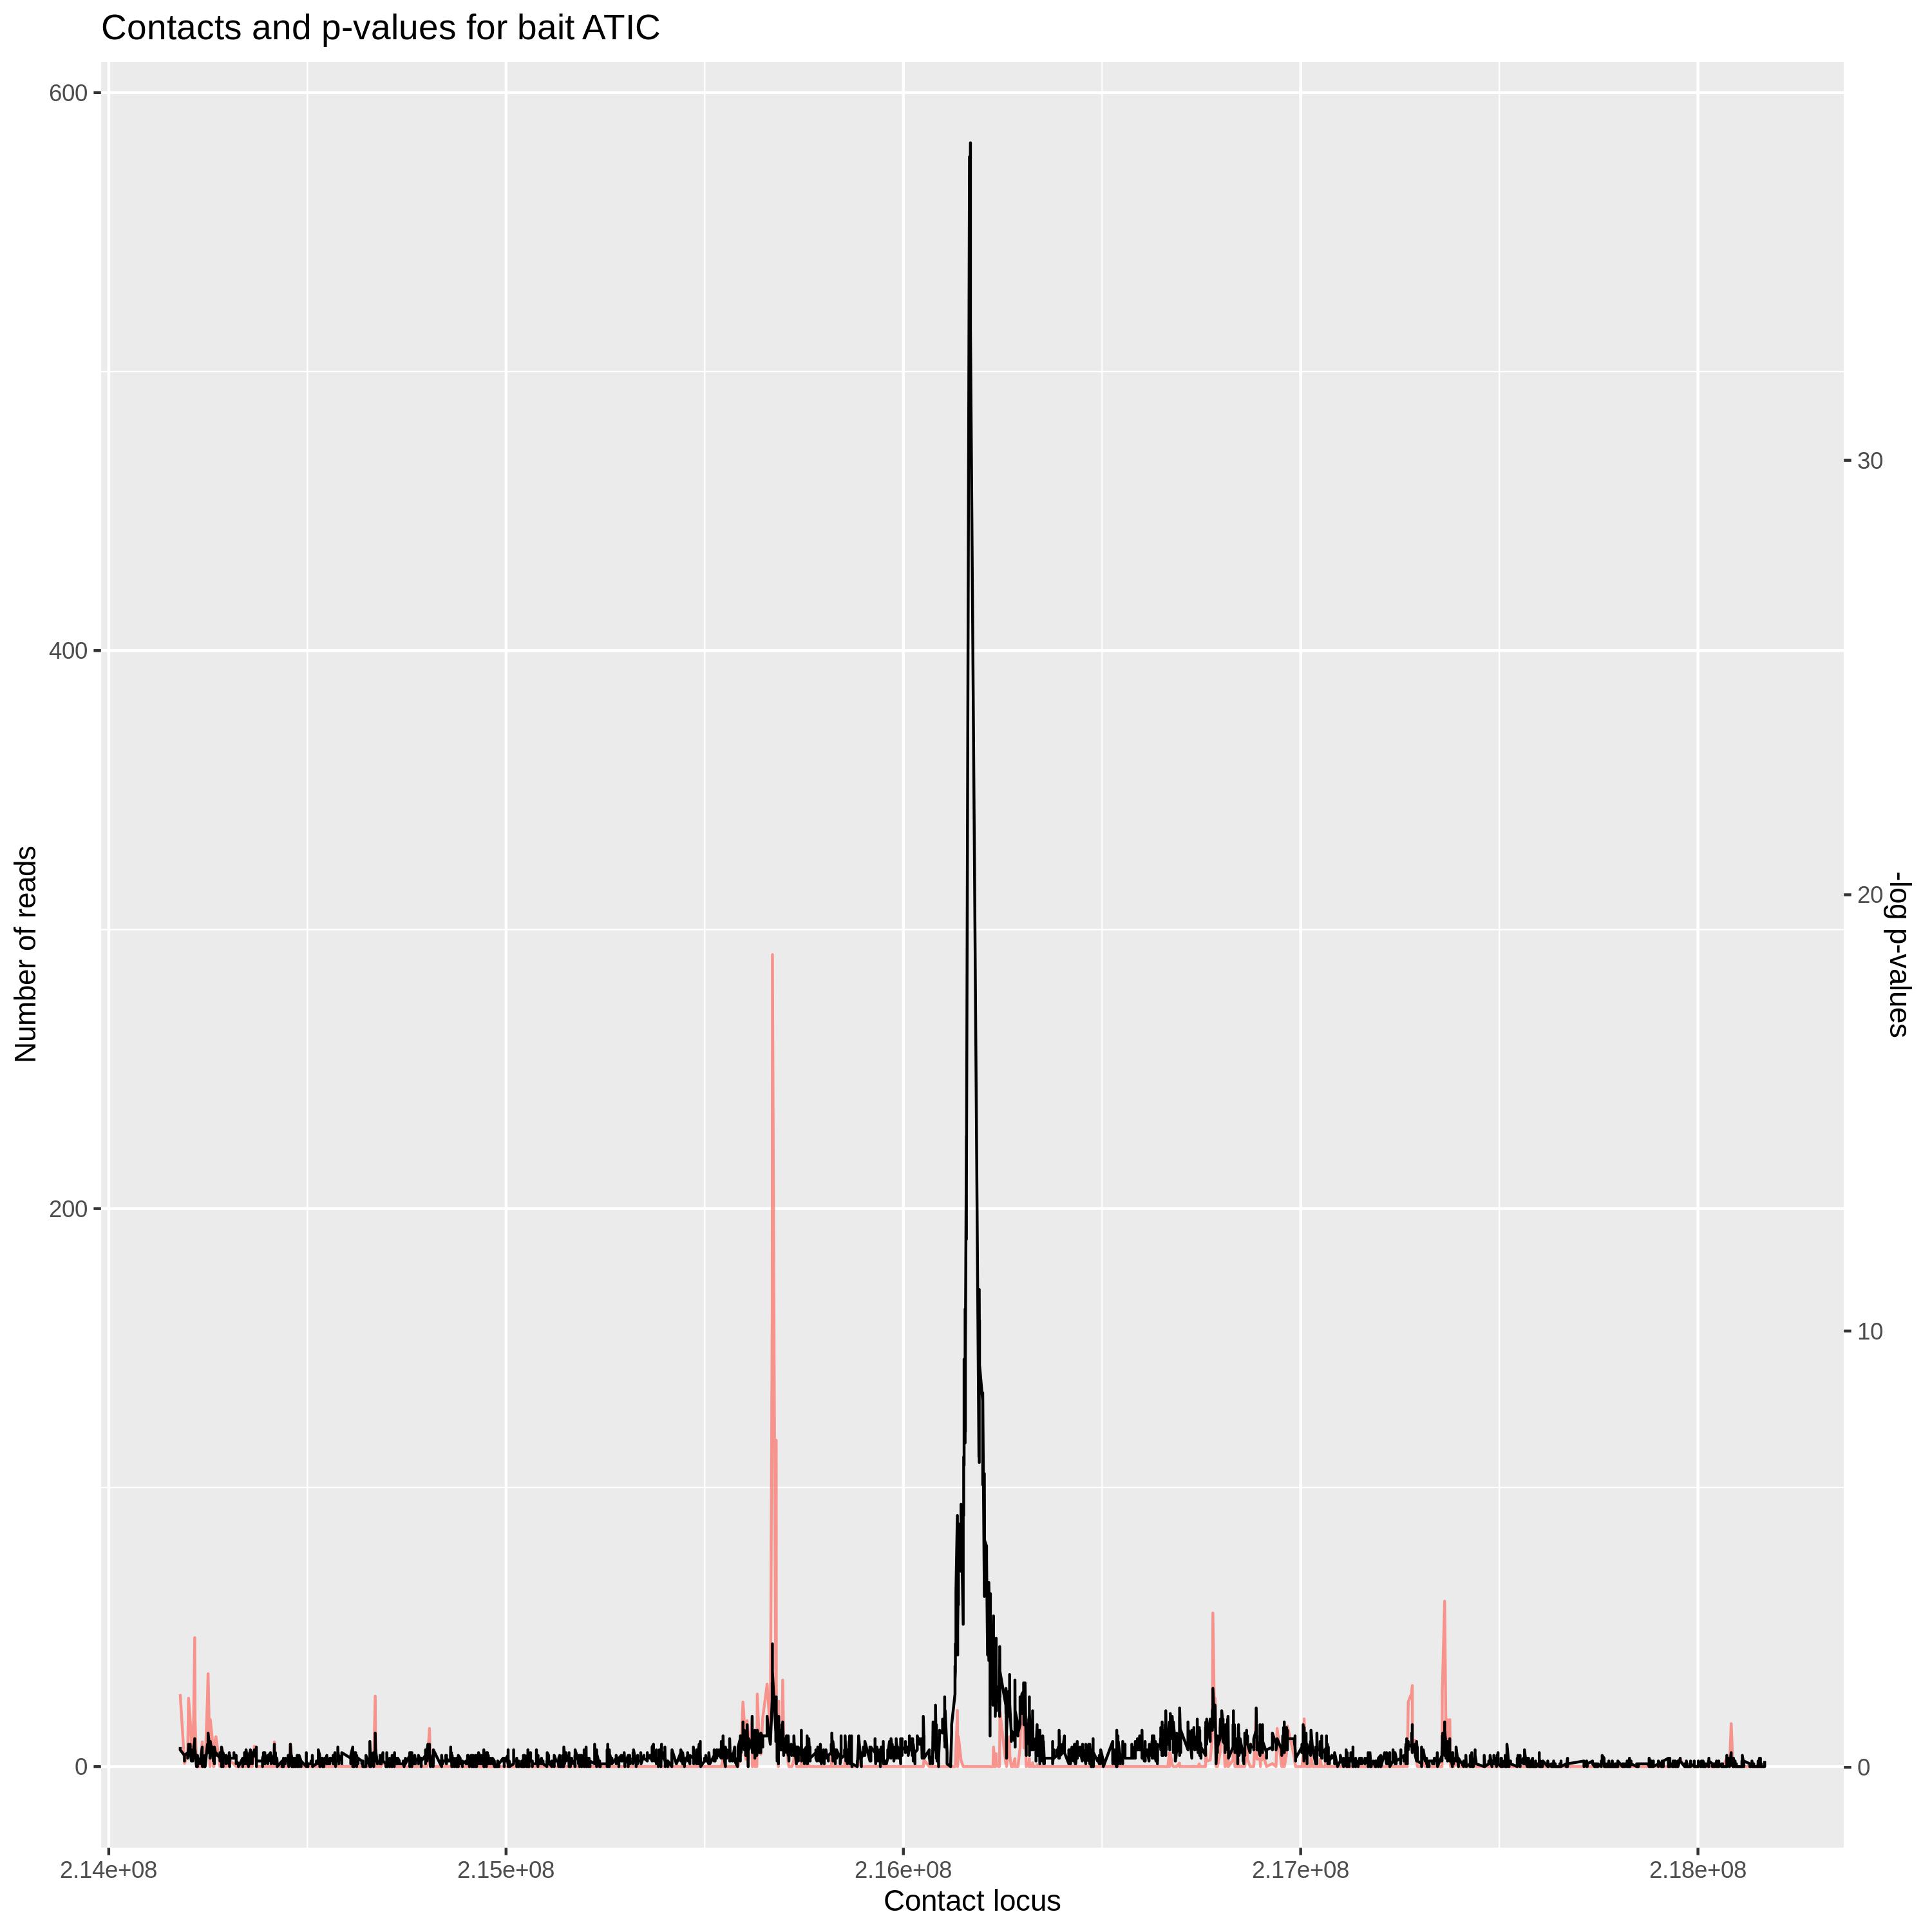 Contacts and p-values for bait ATIC
600
400
200
0
30
20
10
0
Number of reads
-log p-values
2.14e+08 2.15e+08 2.16e+08 2.17e+08 2.18e+08
Contact locus